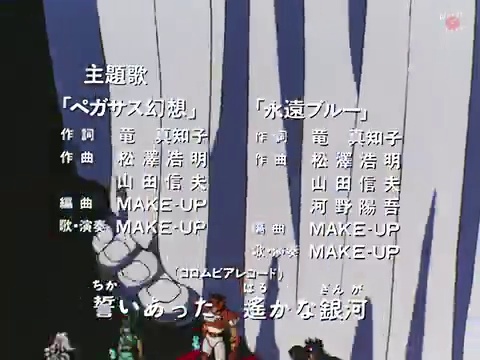 主題歌
「ペガサス幻想」
作詞 竜 真知子
作曲 松澤浩明
山田信夫
編曲 MAKE-UP
歌・演奏 MAKE-UP
「永遠ブルー」
作詞 竜 真知子
作曲 松澤浩明
山田信夫
河野陽吾
編曲 MAKE-UP
歌・演奏 MAKE-UP
(コロムビアレコード)
ちか はる ぎんが
誓いあった 遙かな銀河